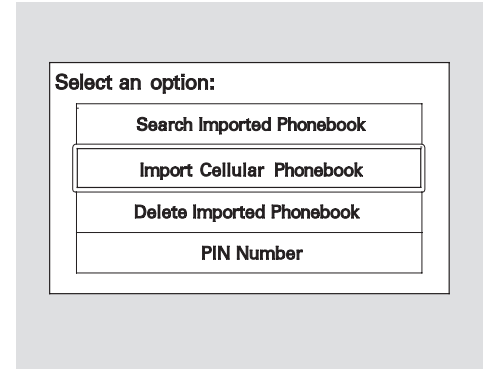 Select an option:
Search Imported Phonebook
Import Cellular Phonebook
Delete Imported Phonebook
PIN Number